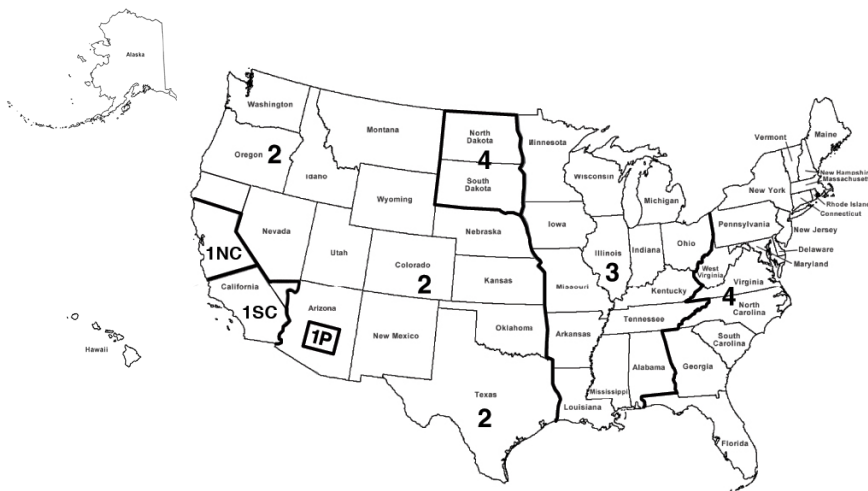 Alaska
Washington
Montana
North
Dakota
4
South
Dakota
Minnesota
Oregon 2
Idaho
Wyoming
Wisconsin
Michigan
Vermont
Maine
New Hampshire
Massachusett
New York
Rhode Island
Connecticut
Pennsylvania
New Jersey
Delaware
Maryland
Nevada
Utah
Colorado
2
Nebraska
Iowa
Illinois
3
Indiana
Ohio
West
Virginia
Virginia
4
1NC
California
1SC
Kansas
Missouri
Kentucky
North
Carolina
Tennessee
Arizona
1P
New Mexico
Oklahoma
Arkansas
South
Carolina
Mississippi
Alabama
Georgia
Texas
2
Louisiana
Florida
Hawaii